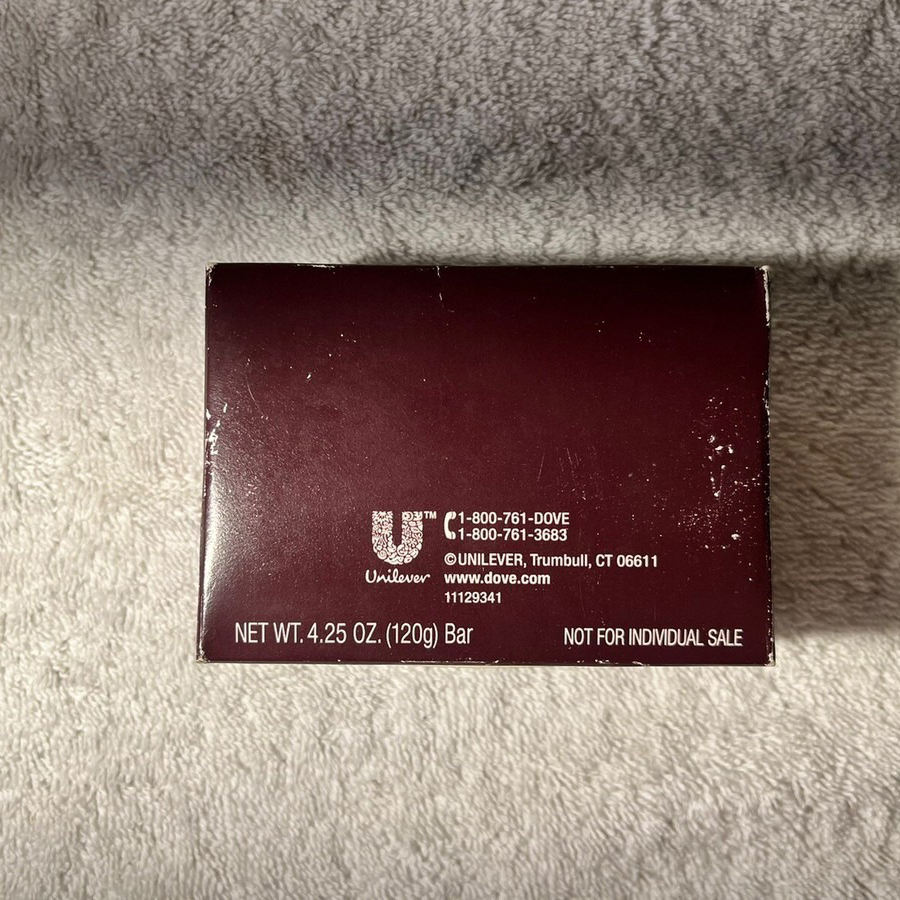 U™
Unilever
1-800-761-DOVE
1-800-761-3683
©UNILEVER, Trumbull, CT 06611
www.dove.com
11129341
NET WT. 4.25 OZ. (120g) Bar
NOT FOR INDIVIDUAL SALE